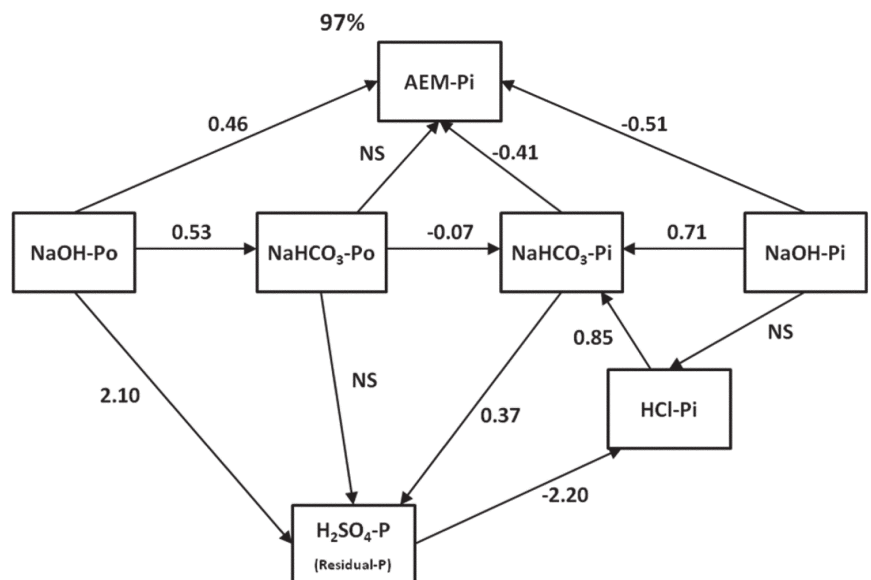 97%
AEM-Pi
0.46
-0.51
NS
-0.41
NaOH-Po
0.53
NaHCO₃-Po
-0.07
NaHCO₃-Pi
0.71
NaOH-Pi
NS
0.85
2.10
NS
0.37
HCl-Pi
-2.20
H₂SO₄-P
(Residual-P)